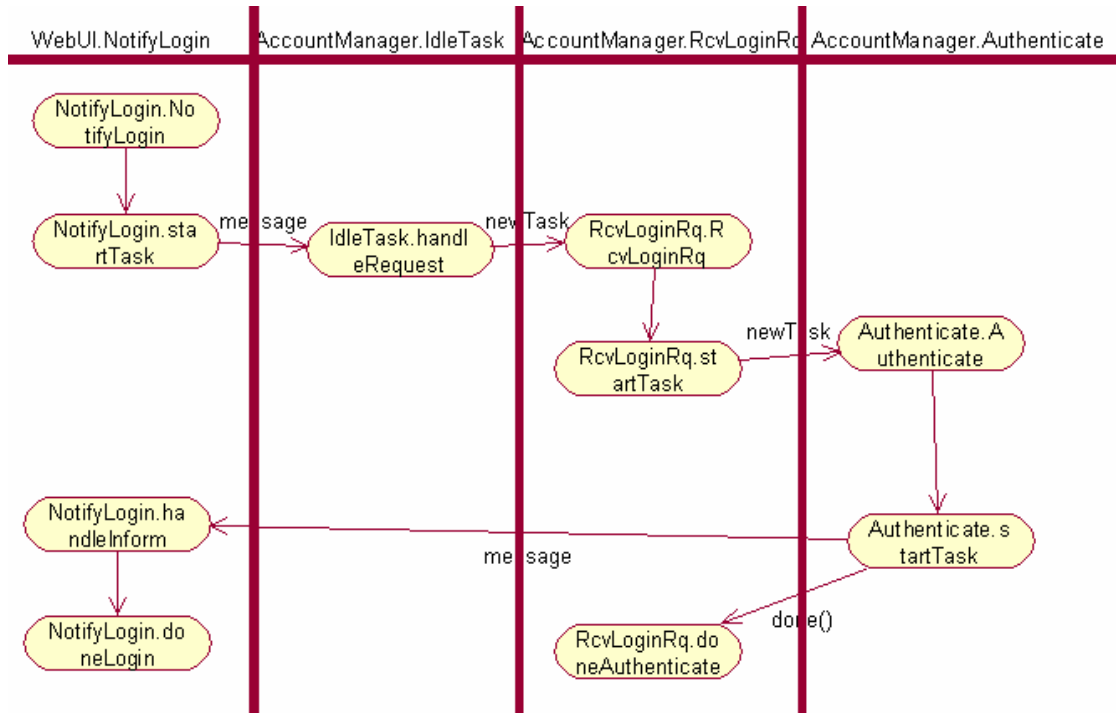 WebUI.NotifyLogin
AccountManager.IdleTask
AccountManager.RcvLoginRq
AccountManager.Authenticate
NotifyLogin.No
tifyLogin
NotifyLogin.sta
rtTask
message
IdleTask.handl
eRequest
newTask
RcvLoginRq.R
cvLoginRq
RcvLoginRq.st
artTask
newTask
Authenticate.A
uthenticate
NotifyLogin.ha
ndleInform
message
Authenticate.s
tartTask
done()
NotifyLogin.do
neLogin
RcvLoginRq.do
neAuthenticate